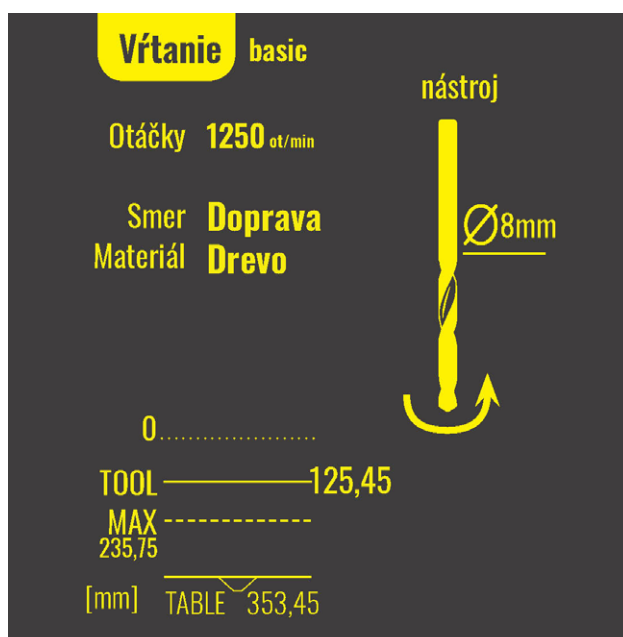 Vŕtanie basic
nástroj
Otáčky 1250 ot/min
Smer Doprava
Ø8mm
Materiál Drevo
0
TOOL 125,45
MAX
235,75
[mm] TABLE 353,45